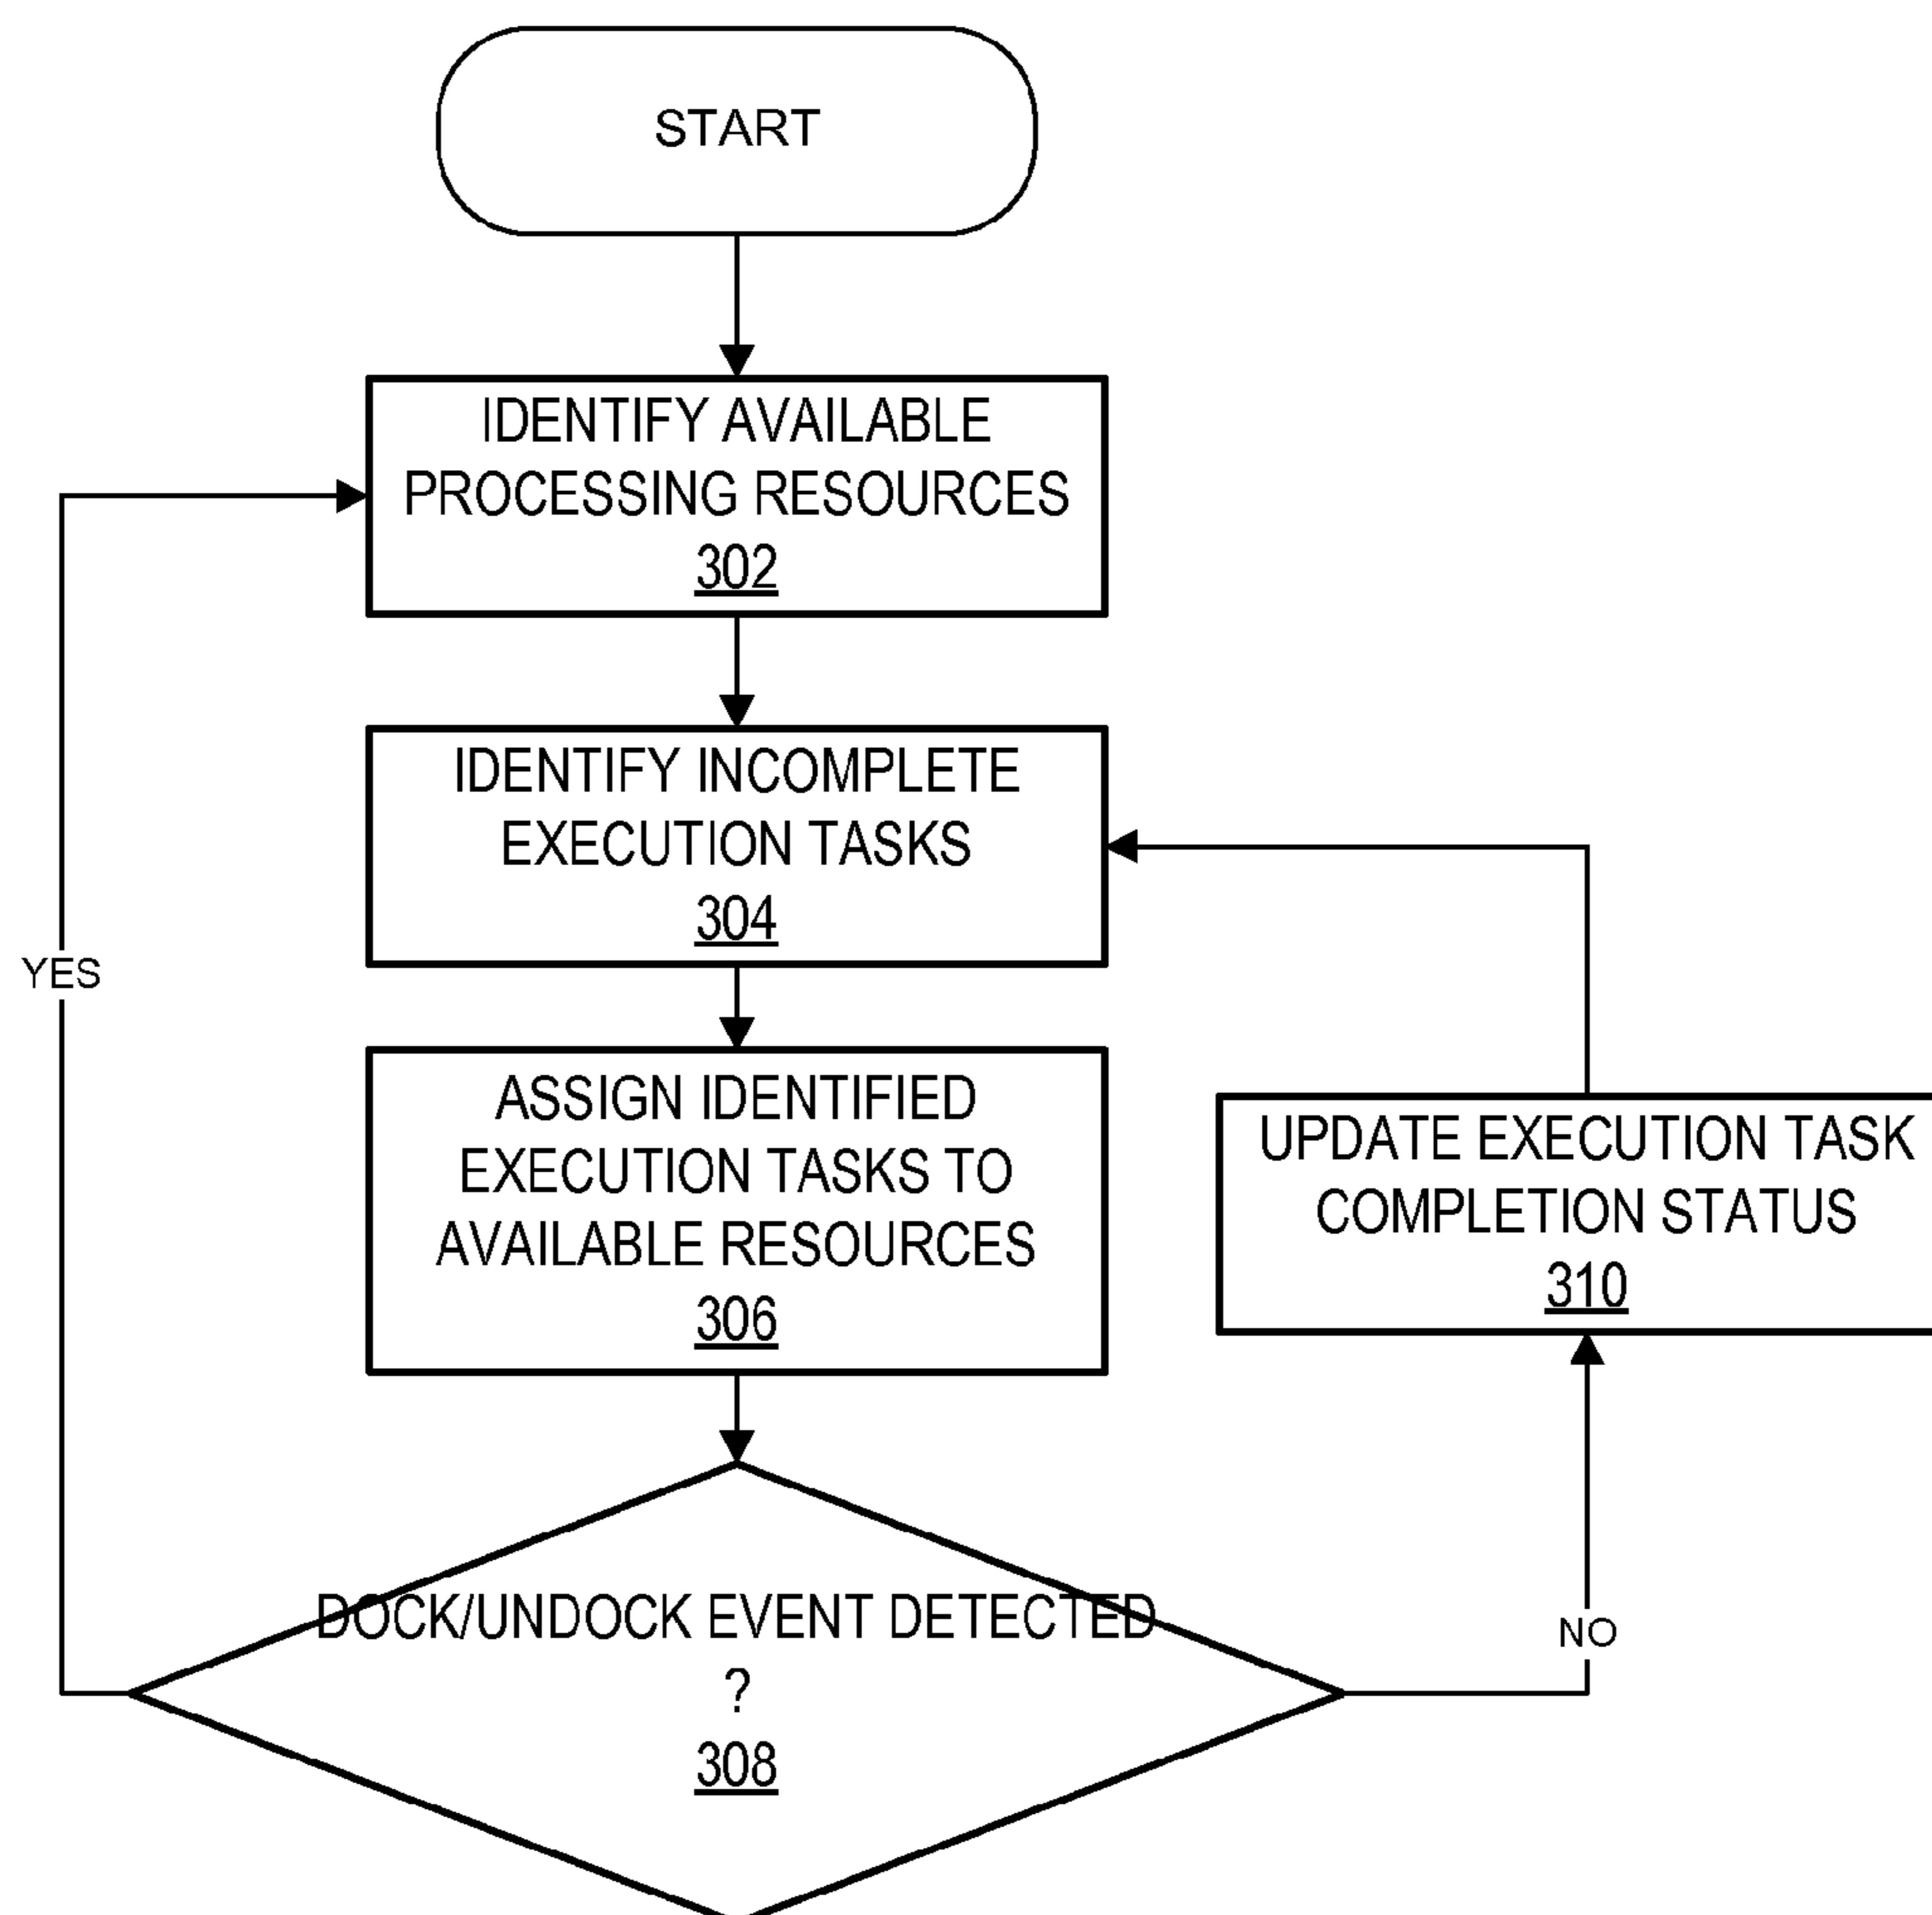 START
IDENTIFY AVAILABLE
PROCESSING RESOURCES
302
IDENTIFY INCOMPLETE
EXECUTION TASKS
304
YES
ASSIGN IDENTIFIED
EXECUTION TASKS TO
AVAILABLE RESOURCES
306
UPDATE EXECUTION TASK
COMPLETION STATUS
310
DOCK/UNDOCK EVENT DETECTED
?
308
NO